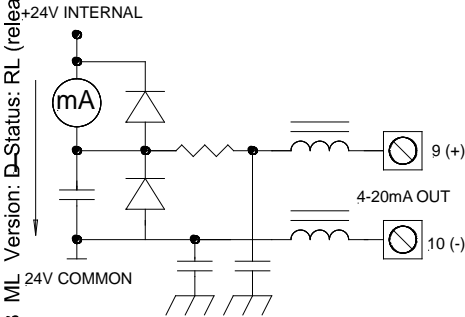 +24V INTERNAL
mA
9 (+)
4-20mA OUT
10 (-)
24V COMMON
ML Version: D Status: RL (relea